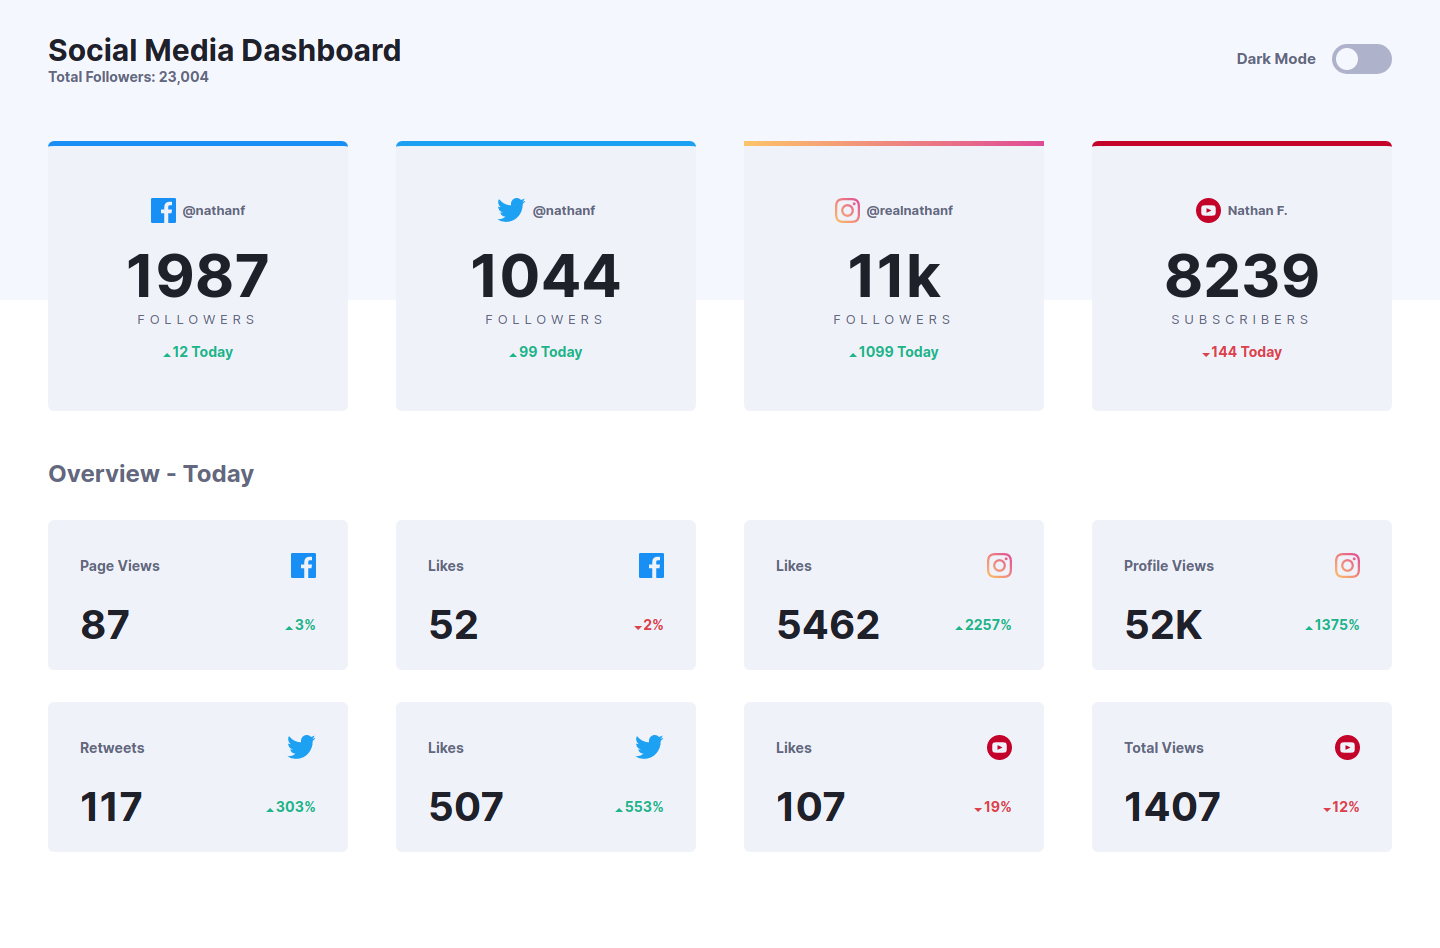 Social Media Dashboard
Total Followers: 23,004
Dark Mode
@nathanf
1987
FOLLOWERS
12 Today
@nathanf
1044
FOLLOWERS
99 Today
@realnathanf
11k
FOLLOWERS
1099 Today
Nathan F.
8239
SUBSCRIBERS
144 Today
Overview - Today
Page Views
87
3%
Likes
52
2%
Likes
5462
2257%
Profile Views
52K
1375%
Retweets
117
303%
Likes
507
553%
Likes
107
19%
Total Views
1407
12%